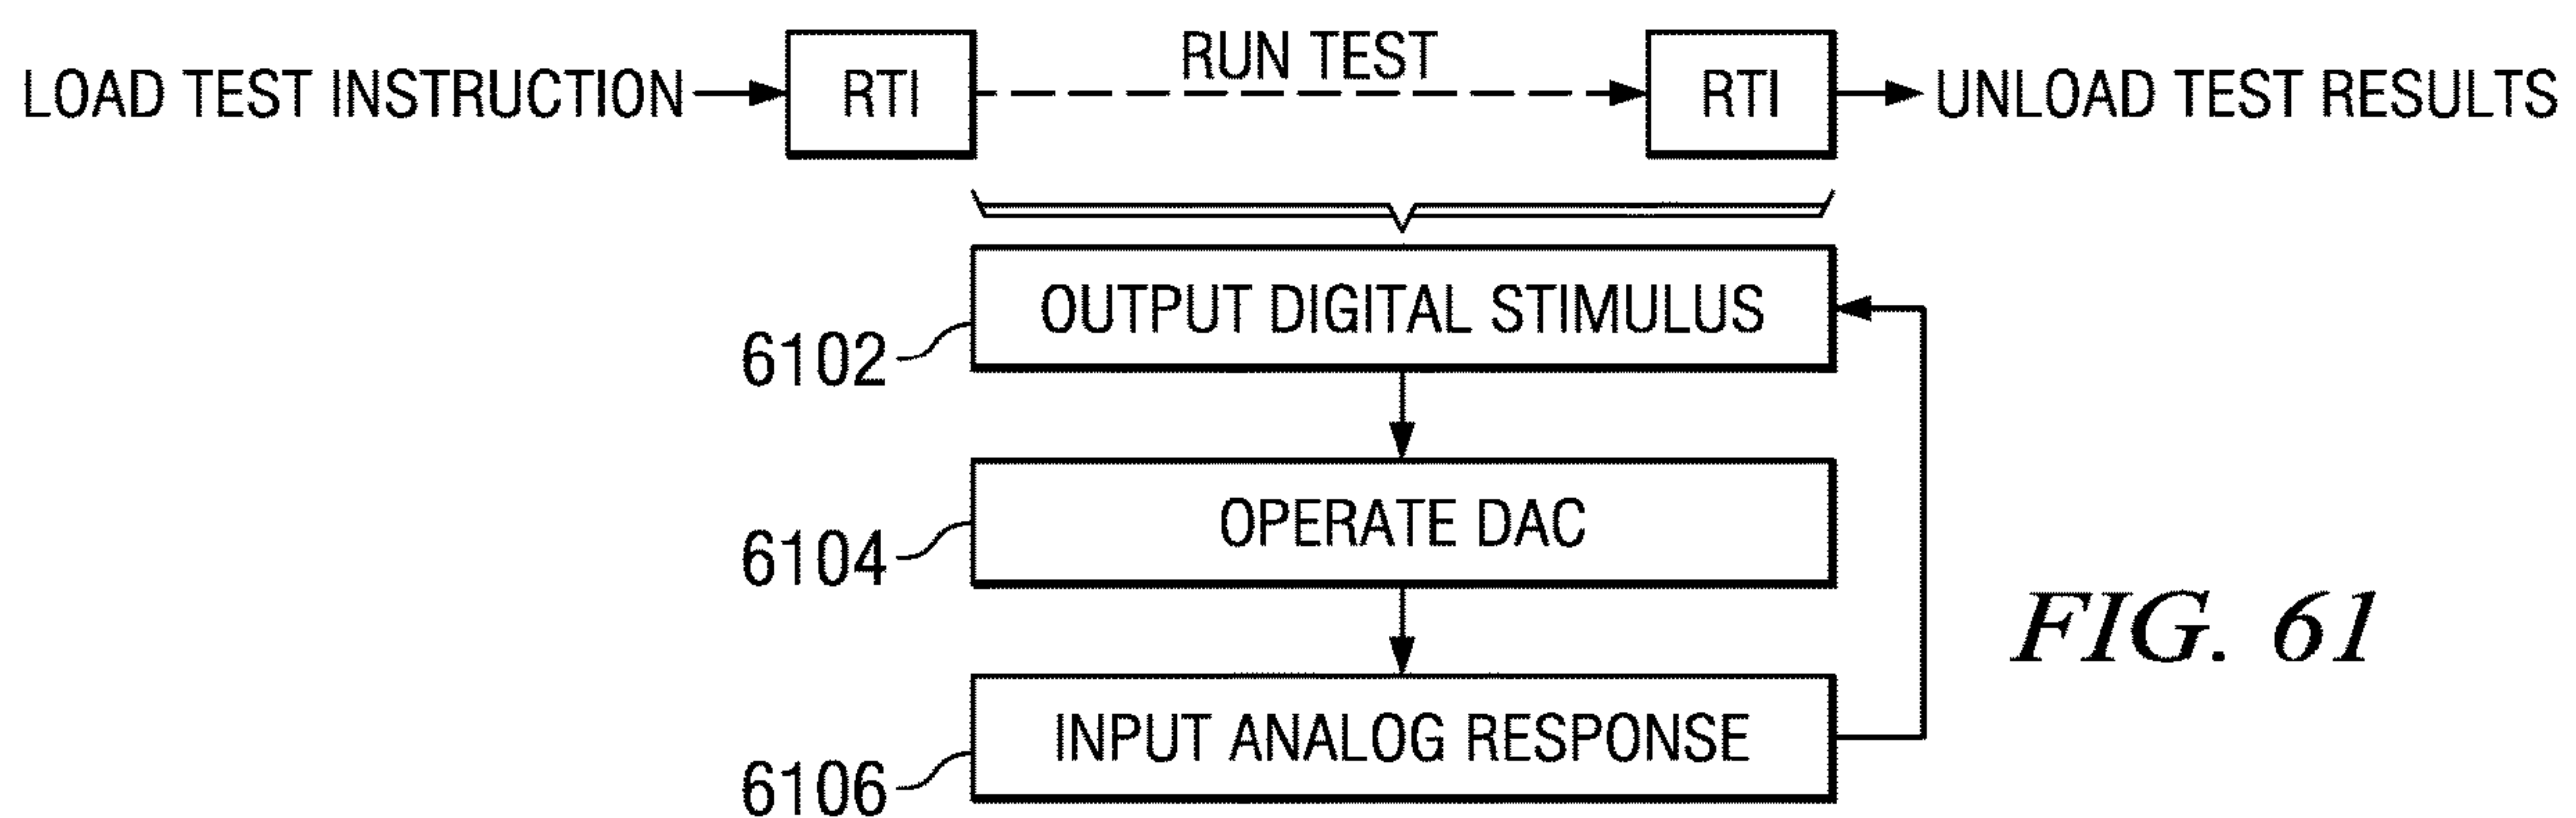 LOAD TEST INSTRUCTION
RTI
RUN TEST
RTI
UNLOAD TEST RESULTS
OUTPUT DIGITAL STIMULUS
6102
OPERATE DAC
6104
INPUT ANALOG RESPONSE
6106
FIG. 61